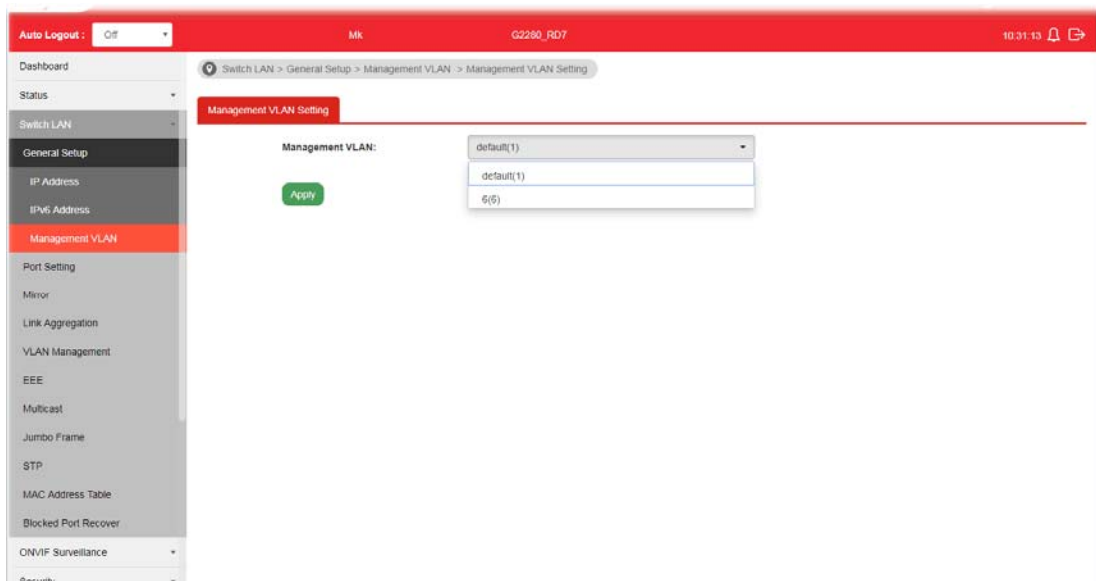 Auto Logout : Off Mk G2280_RD7 10:31:13
Dashboard
Status
Switch LAN
General Setup
IP Address
IPv6 Address
Management VLAN
Port Setting
Mirror
Link Aggregation
VLAN Management
EEE
Multicast
Jumbo Frame
STP
MAC Address Table
Blocked Port Recover
ONVIF Surveillance
Security
Switch LAN > General Setup > Management VLAN > Management VLAN Setting
Management VLAN Setting
Management VLAN: default(1)
default(1)
6(6)
Apply